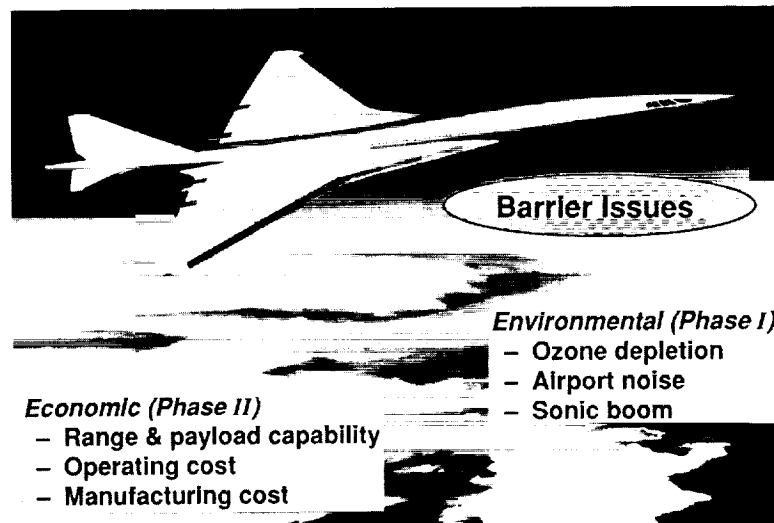 Barrier Issues
Environmental (Phase I)
– Ozone depletion
– Airport noise
– Sonic boom
Economic (Phase II)
– Range & payload capability
– Operating cost
– Manufacturing cost